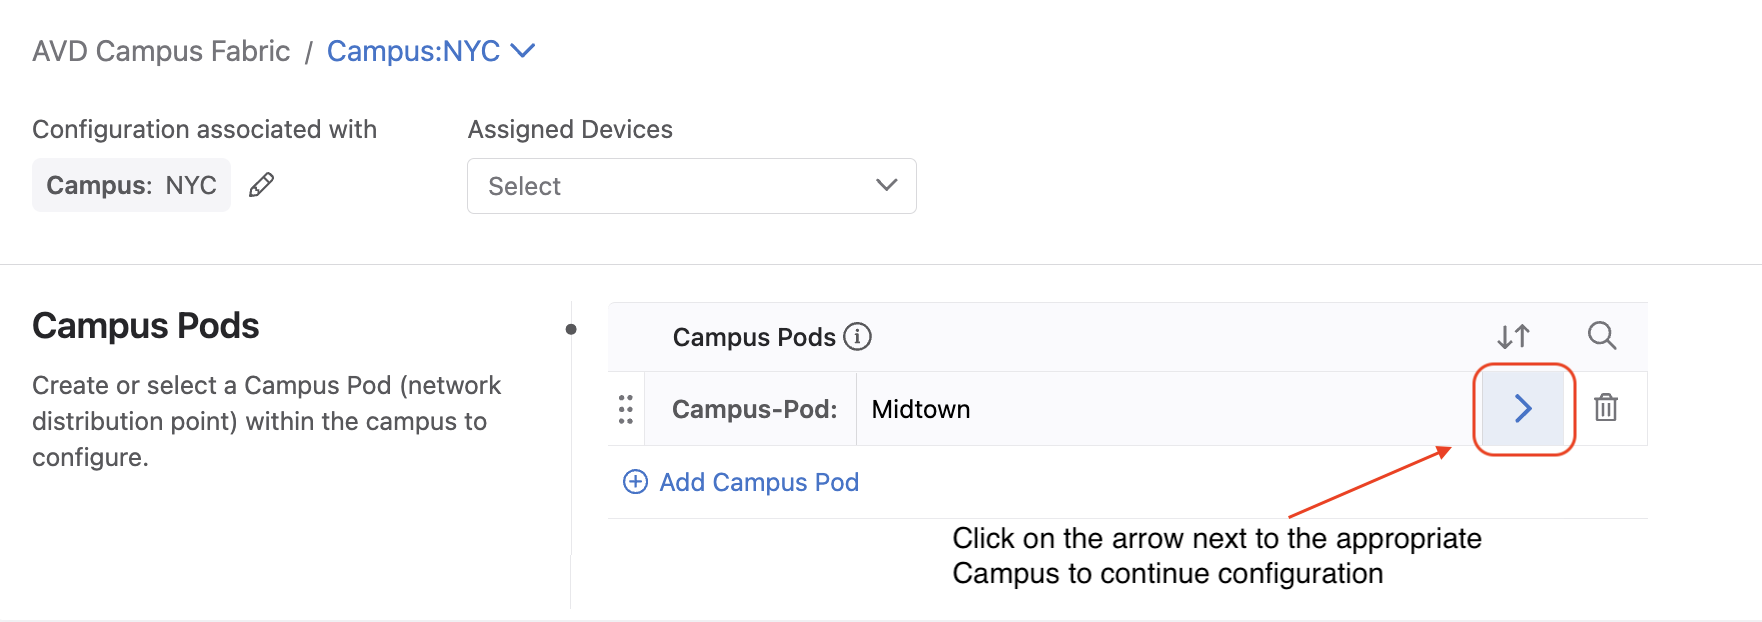 AVD Campus Fabric / Campus:NYC
Configuration associated with
Assigned Devices
Campus: NYC
Select
Campus Pods
Create or select a Campus Pod (network
distribution point) within the campus to
configure.
Campus Pods
Campus-Pod: Midtown
Add Campus Pod
Click on the arrow next to the appropriate
Campus to continue configuration